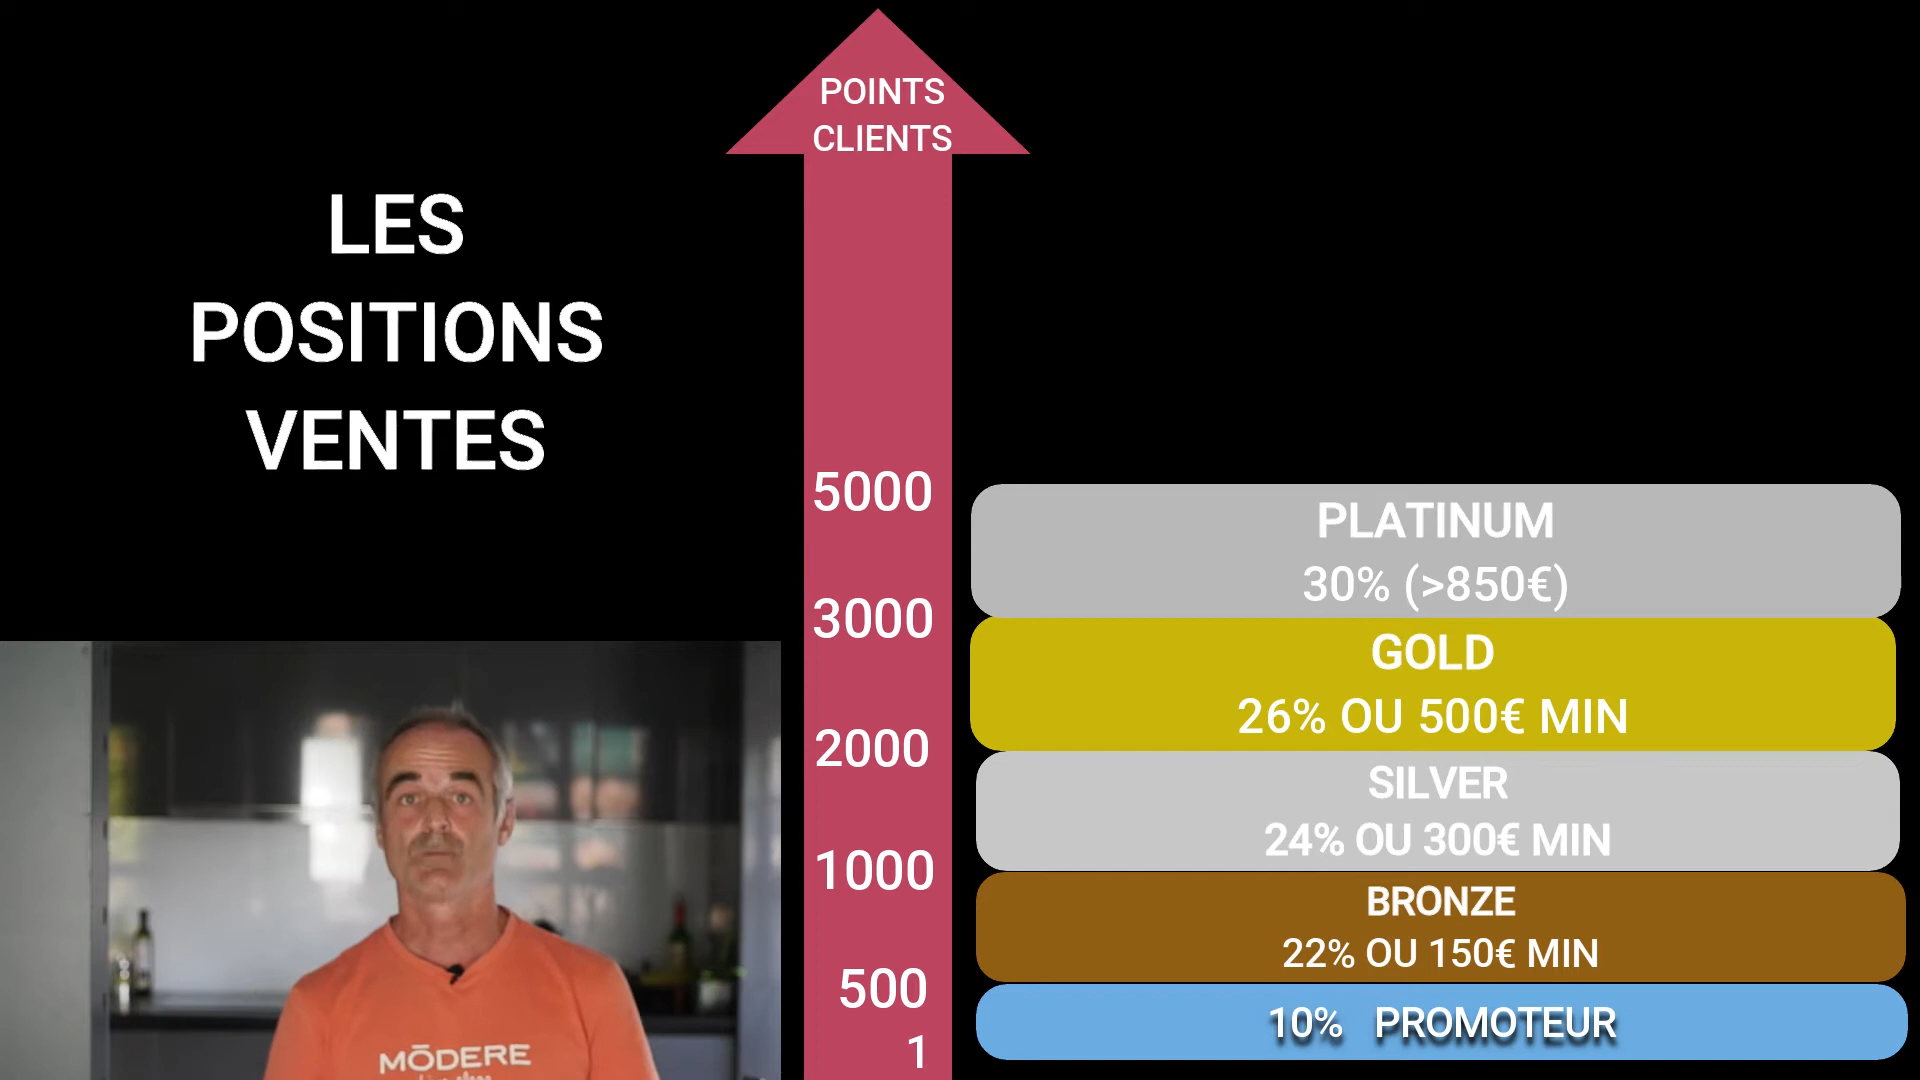 LES
POSITIONS
VENTES
POINTS
CLIENTS
5000
3000
2000
1000
500
1
PLATINUM
30% (>850€)
GOLD
26% OU 500€ MIN
SILVER
24% OU 300€ MIN
BRONZE
22% OU 150€ MIN
10% PROMOTEUR
MŌDERE